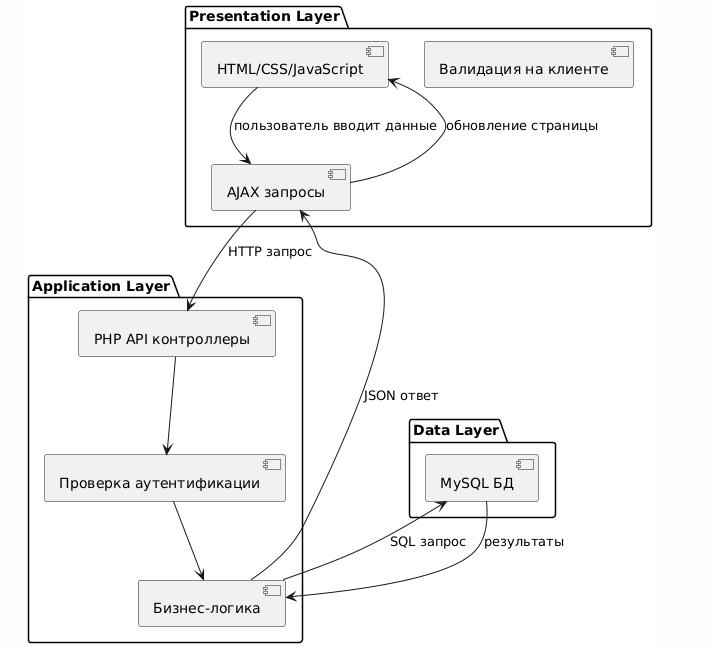 Presentation Layer
HTML/CSS/JavaScript
Валидация на клиенте
пользователь вводит данные
обновление страницы
AJAX запросы
HTTP запрос
Application Layer
PHP API контроллеры
JSON ответ
Data Layer
Проверка аутентификации
MySQL БД
SQL запрос
результаты
Бизнес-логика